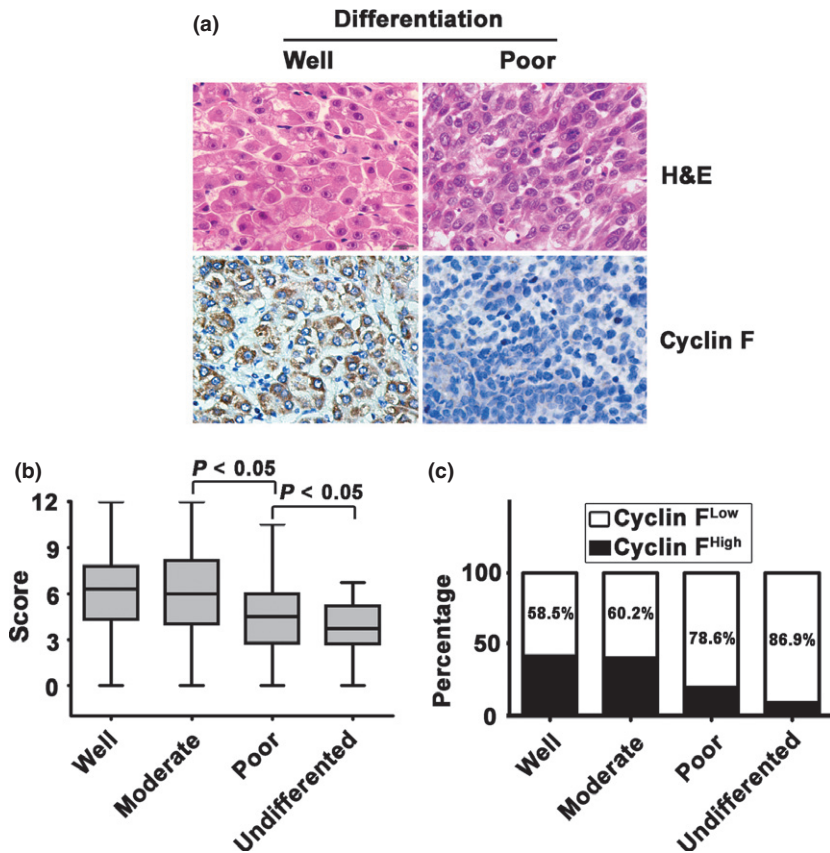 (a)
Differentiation
Well Poor
H&E
Cyclin F
(b)
P < 0.05
P < 0.05
12
9
6
3
0
Score
Well
Moderate
Poor
Undifferented
(c)
Cyclin FLow
Cyclin FHigh
100
50
0
Percentage
58.5%
60.2%
78.6%
86.9%
Well
Moderate
Poor
Undifferented